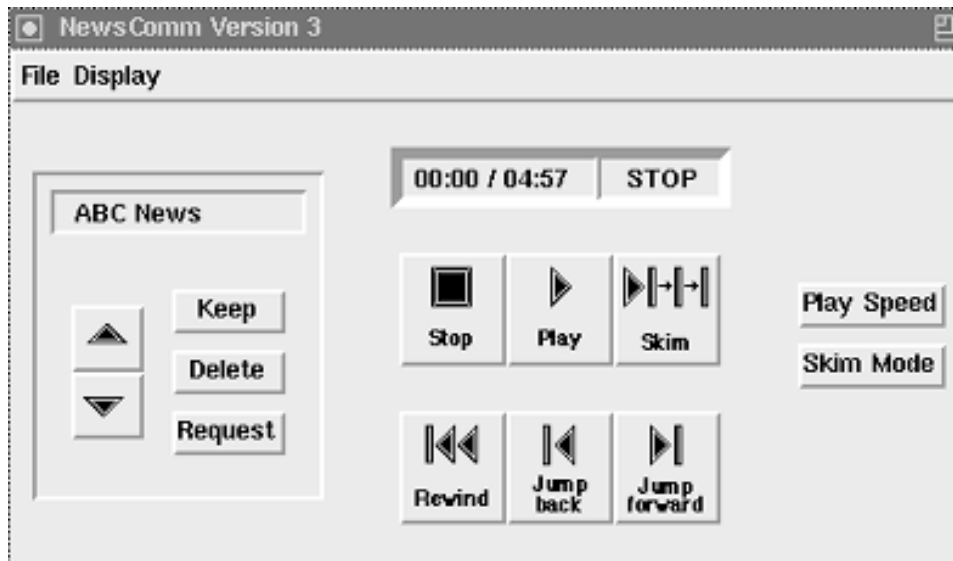 NewsComm Version 3
File Display
00:00 / 04:57 STOP
ABC News
Keep
Delete
Request
Stop Play Skim
Rewind
Jump
back
Jump
forward
Play Speed
Skim Mode